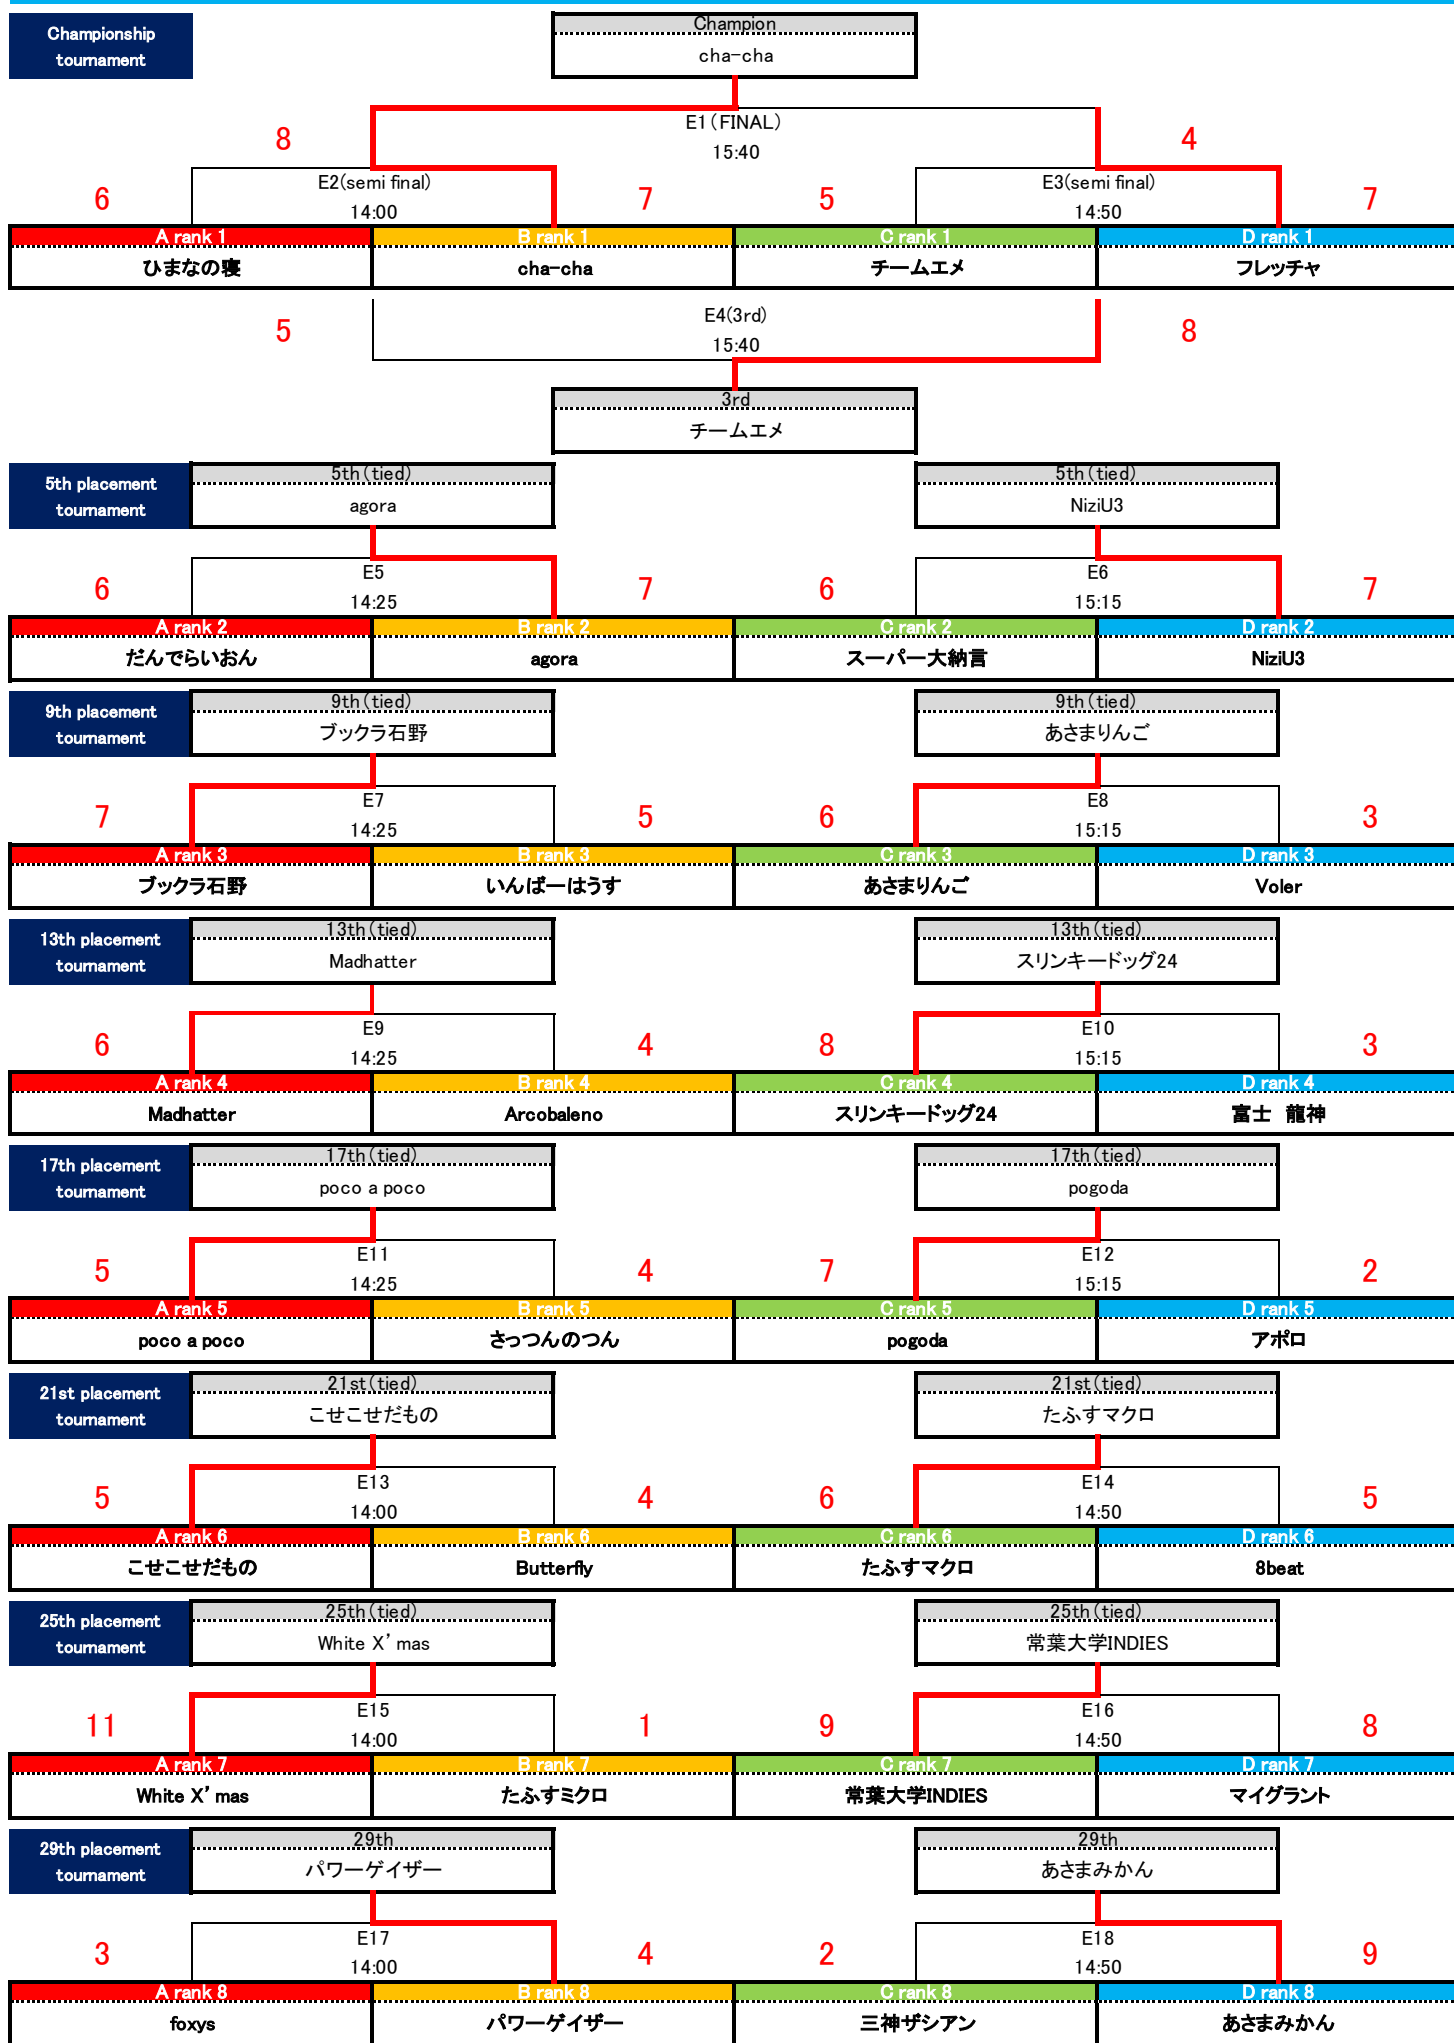 Championship
tournament
Champion
cha-cha
E1(FINAL)
15:40
8
4
E2(semi final)
14:00
E3(semi final)
14:50
6
7
5
7
A rank 1
B rank 1
C rank 1
D rank 1
ひまなの寝
cha-cha
チームエメ
フレッチャ
E4(3rd)
15:40
5
8
3rd
チームエメ
5th placement
tournament
5th(tied)
agora
5th(tied)
NiziU3
E5
14:25
E6
15:15
6
7
6
7
A rank 2
B rank 2
C rank 2
D rank 2
だんでらいおん
agora
スーパー大納言
NiziU3
9th placement
tournament
9th(tied)
ブックラ石野
9th(tied)
あさまりんご
E7
14:25
E8
15:15
7
5
6
3
A rank 3
B rank 3
C rank 3
D rank 3
ブックラ石野
いんばーはうす
あさまりんご
Voler
13th placement
tournament
13th(tied)
Madhatter
13th(tied)
スリンキードッグ24
E9
14:25
E10
15:15
6
4
8
3
A rank 4
B rank 4
C rank 4
D rank 4
Madhatter
Arcobaleno
スリンキードッグ24
富士　龍神
17th placement
tournament
17th(tied)
poco a poco
17th(tied)
pogoda
E11
14:25
E12
15:15
5
4
7
2
A rank 5
B rank 5
C rank 5
D rank 5
poco a poco
さっつんのつん
pogoda
アポロ
21st placement
tournament
21st(tied)
こせこせだもの
21st(tied)
たふすマクロ
E13
14:00
E14
14:50
5
4
6
5
A rank 6
B rank 6
C rank 6
D rank 6
こせこせだもの
Butterfly
たふすマクロ
8beat
25th placement
tournament
25th(tied)
White X’mas
25th(tied)
常葉大学INDIES
E15
14:00
E16
14:50
11
1
9
8
A rank 7
B rank 7
C rank 7
D rank 7
White X’mas
たふすミクロ
常葉大学INDIES
マイグラント
29th placement
tournament
29th
パワーゲイザー
29th
あさまみかん
E17
14:00
E18
14:50
3
4
2
9
A rank 8
B rank 8
C rank 8
D rank 8
foxys
パワーゲイザー
三神ザシアン
あさまみかん